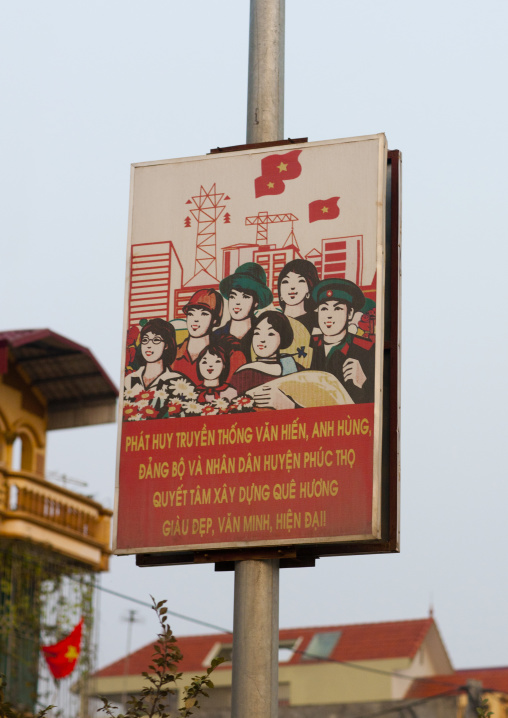 PHÁT HUY TRUYỀN THỐNG VĂN HIẾN, ANH HÙNG,
ĐẢNG BỘ VÀ NHÂN DÂN HUYỆN PHÚC THỌ
QUYẾT TÂM XÂY DỰNG QUÊ HƯƠNG
GIÀU ĐẸP, VĂN MINH, HIỆN ĐẠI!